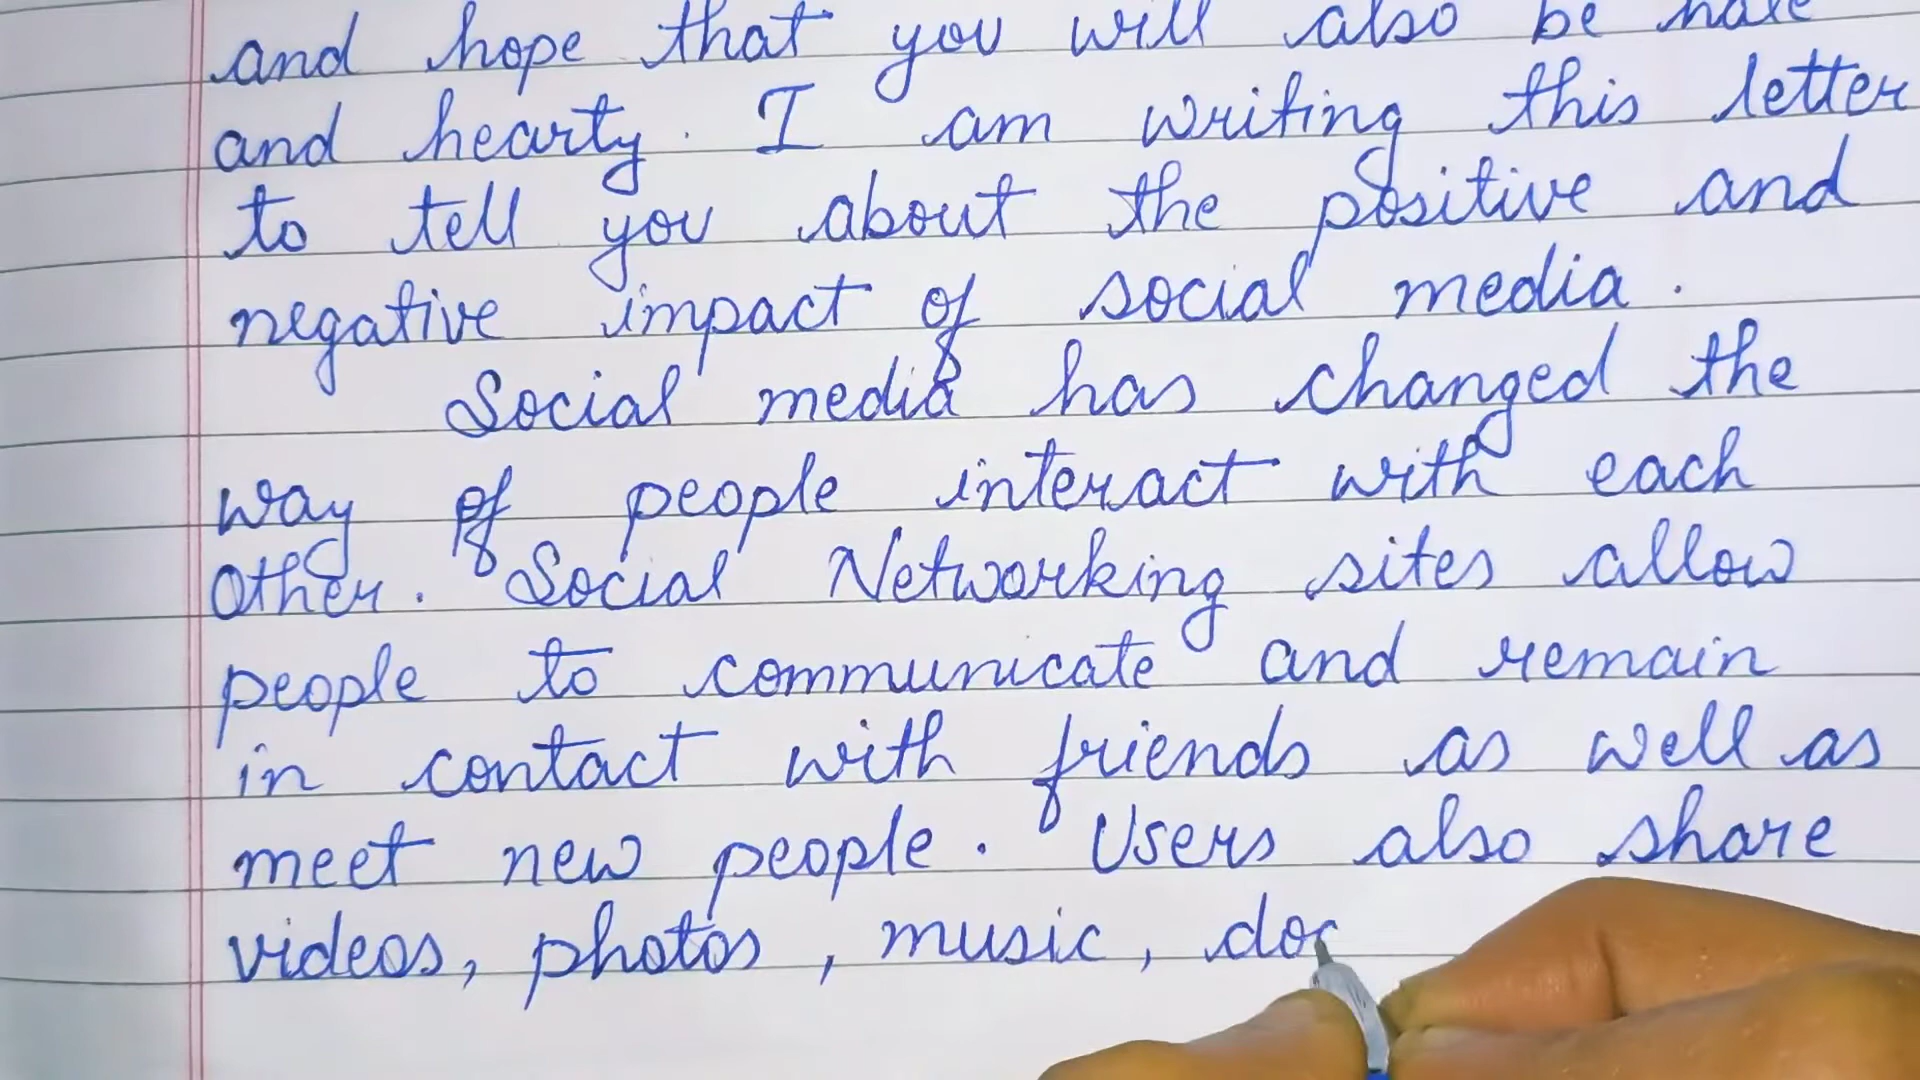 and hope that you will also be hale
and hearty. I am writing this letter
to tell you about the positive and
negative impact of social media.
Social media has changed the
way of people interact with each
other. Social Networking sites allow
people to communicate and remain
in contact with friends as well as
meet new people. Users also share
videos, photos, music, doc